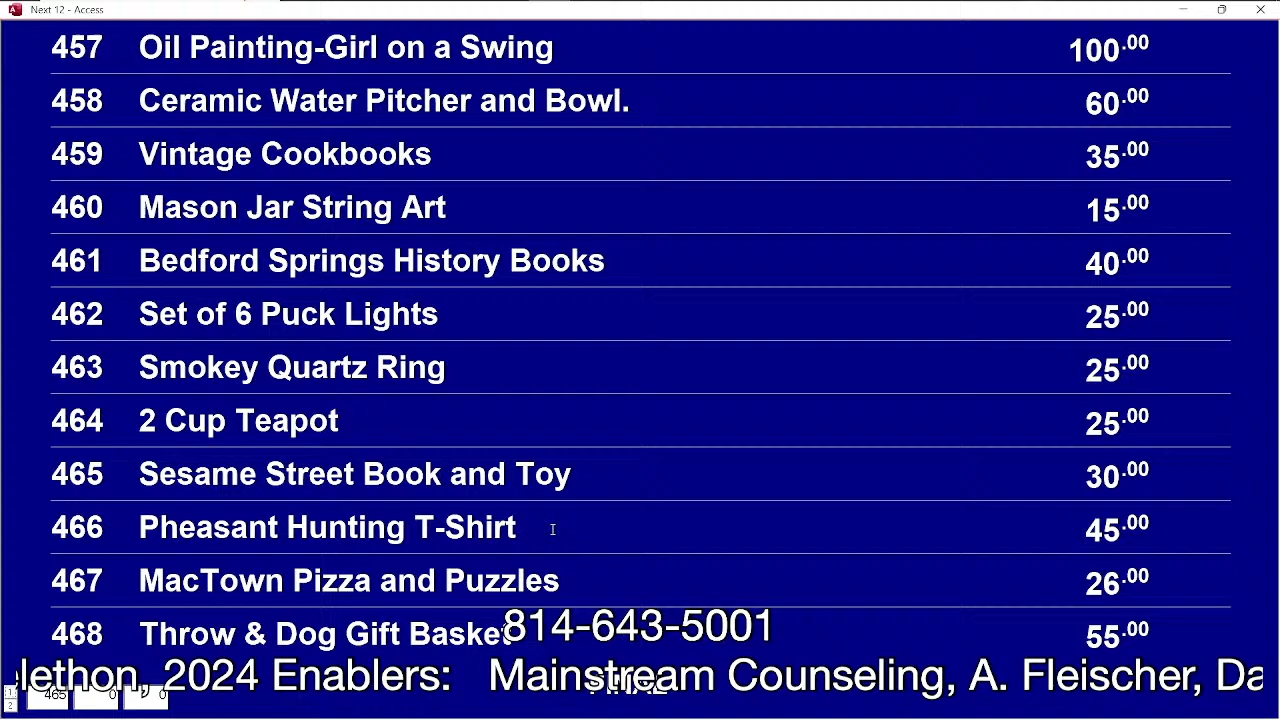 Next 12 - Access
457 Oil Painting-Girl on a Swing 100.00
458 Ceramic Water Pitcher and Bowl. 60.00
459 Vintage Cookbooks 35.00
460 Mason Jar String Art 15.00
461 Bedford Springs History Books 40.00
462 Set of 6 Puck Lights 25.00
463 Smokey Quartz Ring 25.00
464 2 Cup Teapot 25.00
465 Sesame Street Book and Toy 30.00
466 Pheasant Hunting T-Shirt 45.00
467 MacTown Pizza and Puzzles 26.00
468 Throw & Dog Gift Basket 55.00
814-643-5001
lethon, 2024 Enablers: Mainstream Counseling, A. Fleischer, Da
465 0 0